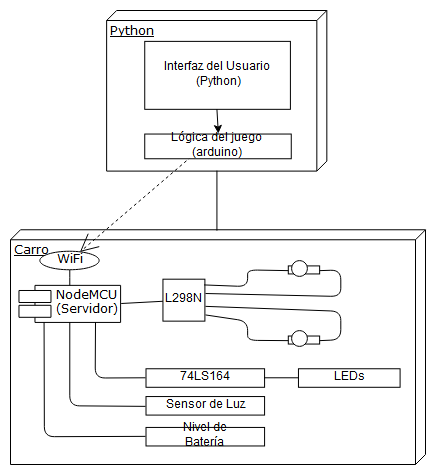 Python
Interfaz del Usuario
(Python)
Lógica del juego
(arduino)
Carro
WiFi
NodeMCU
(Servidor)
L298N
74LS164
LEDs
Sensor de Luz
Nivel de
Batería